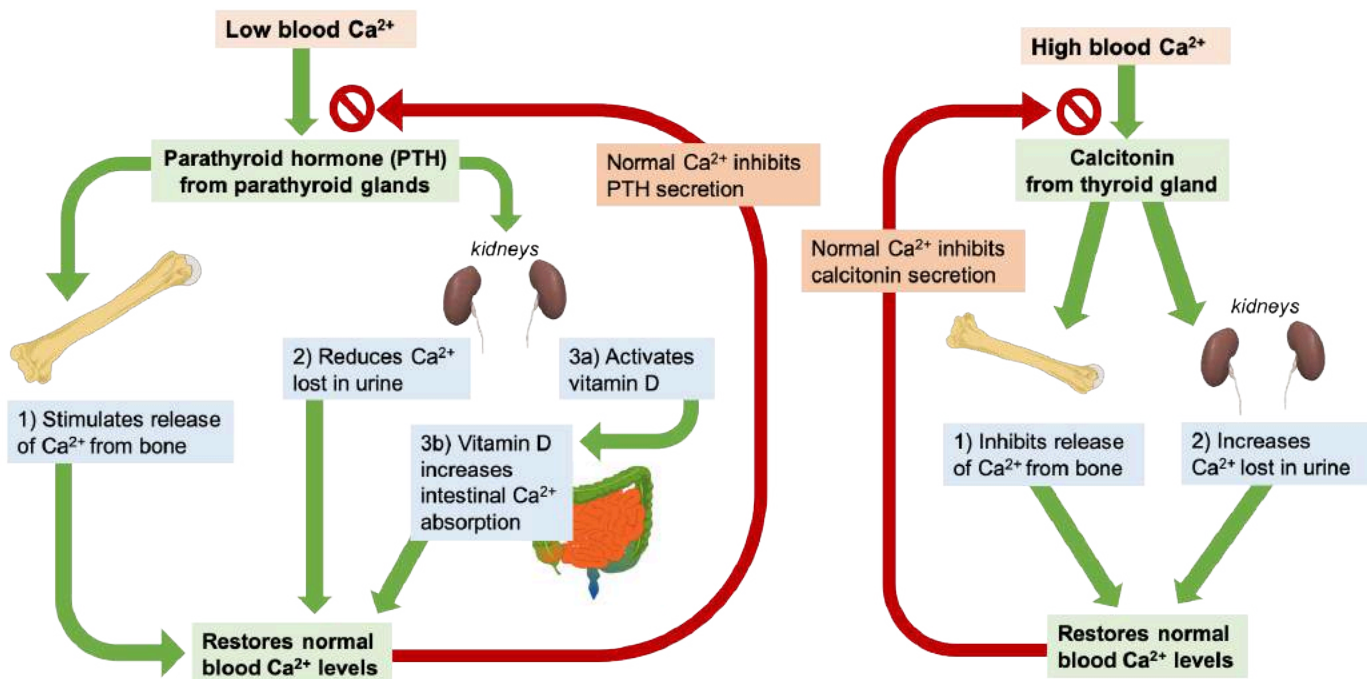 Low blood Ca²⁺
Parathyroid hormone (PTH)
from parathyroid glands
Normal Ca²⁺ inhibits
PTH secretion
kidneys
2) Reduces Ca²⁺
lost in urine
3a) Activates
vitamin D
1) Stimulates release
of Ca²⁺ from bone
3b) Vitamin D
increases
intestinal Ca²⁺
absorption
Restores normal
blood Ca²⁺ levels
High blood Ca²⁺
Calcitonin
from thyroid gland
Normal Ca²⁺ inhibits
calcitonin secretion
kidneys
1) Inhibits release
of Ca²⁺ from bone
2) Increases
Ca²⁺ lost in urine
Restores normal
blood Ca²⁺ levels